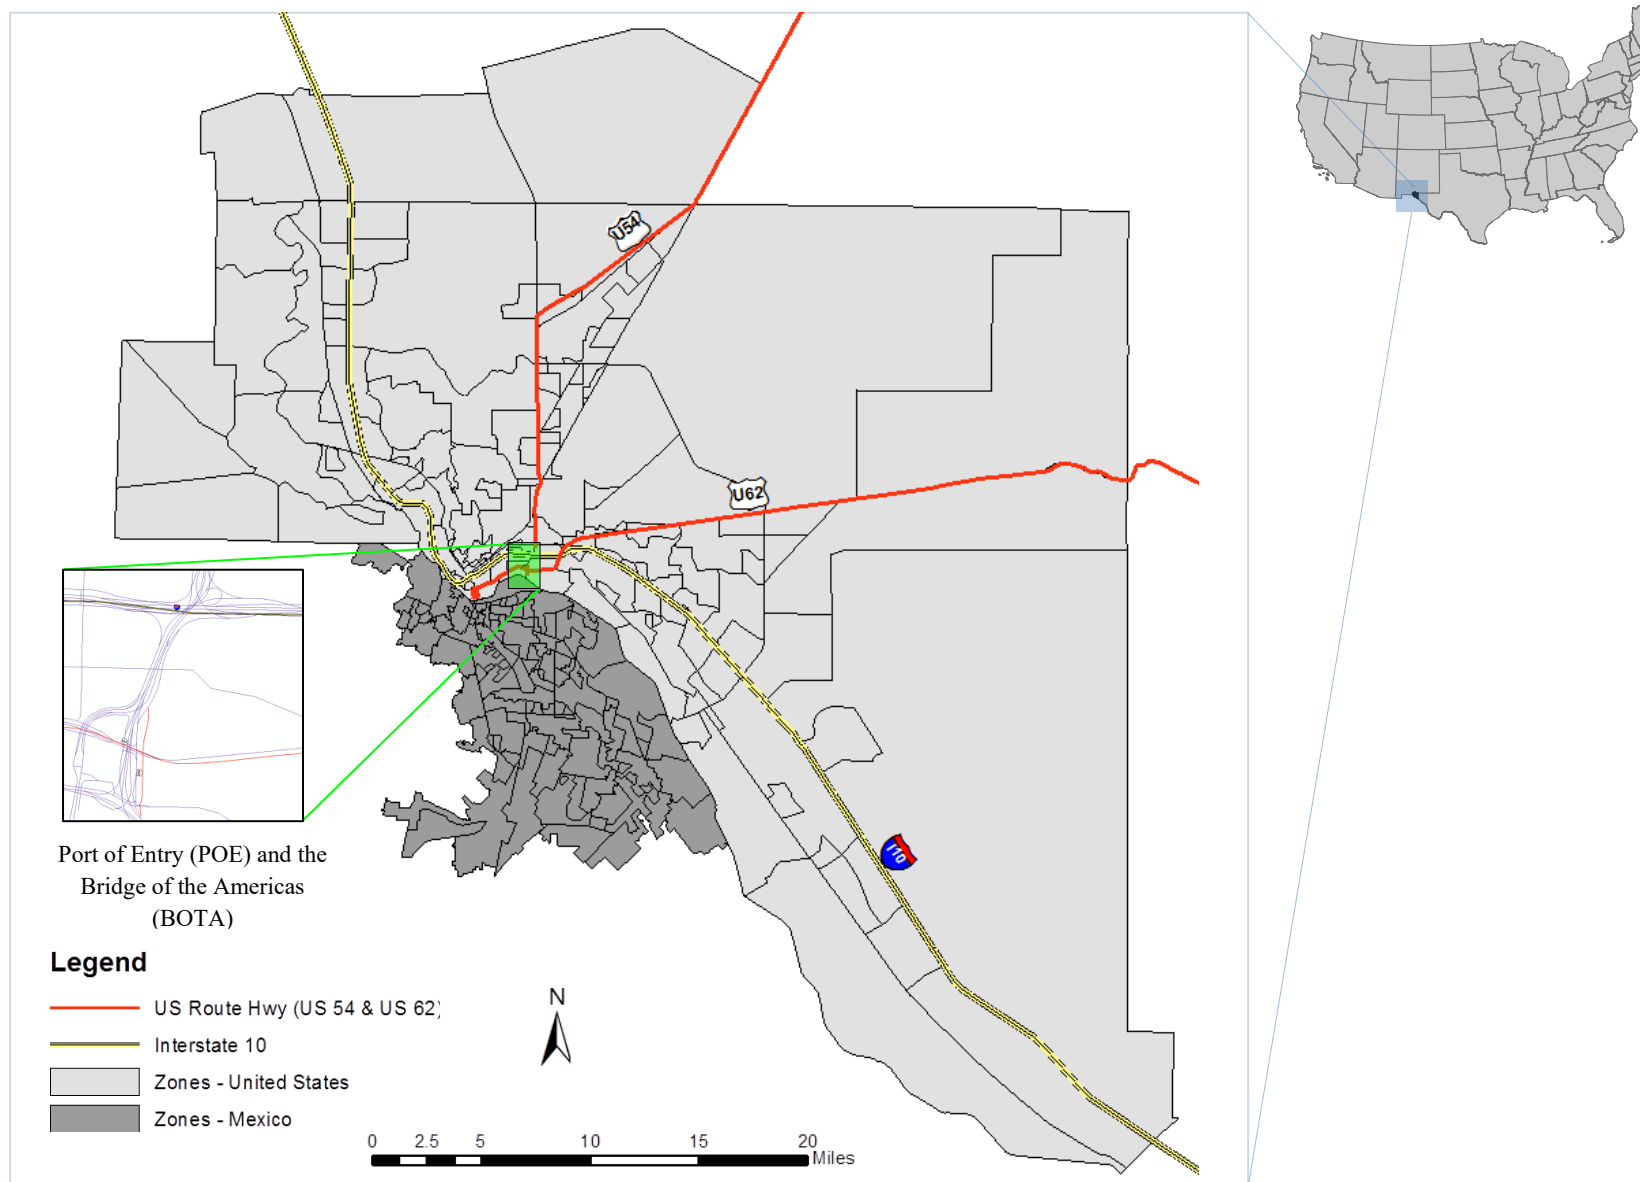 U54
U62
Port of Entry (POE) and the
Bridge of the Americas
(BOTA)
I10
Legend
US Route Hwy (US 54 & US 62)
Interstate 10
Zones - United States
Zones - Mexico
N
0 2.5 5 10 15 20
Miles